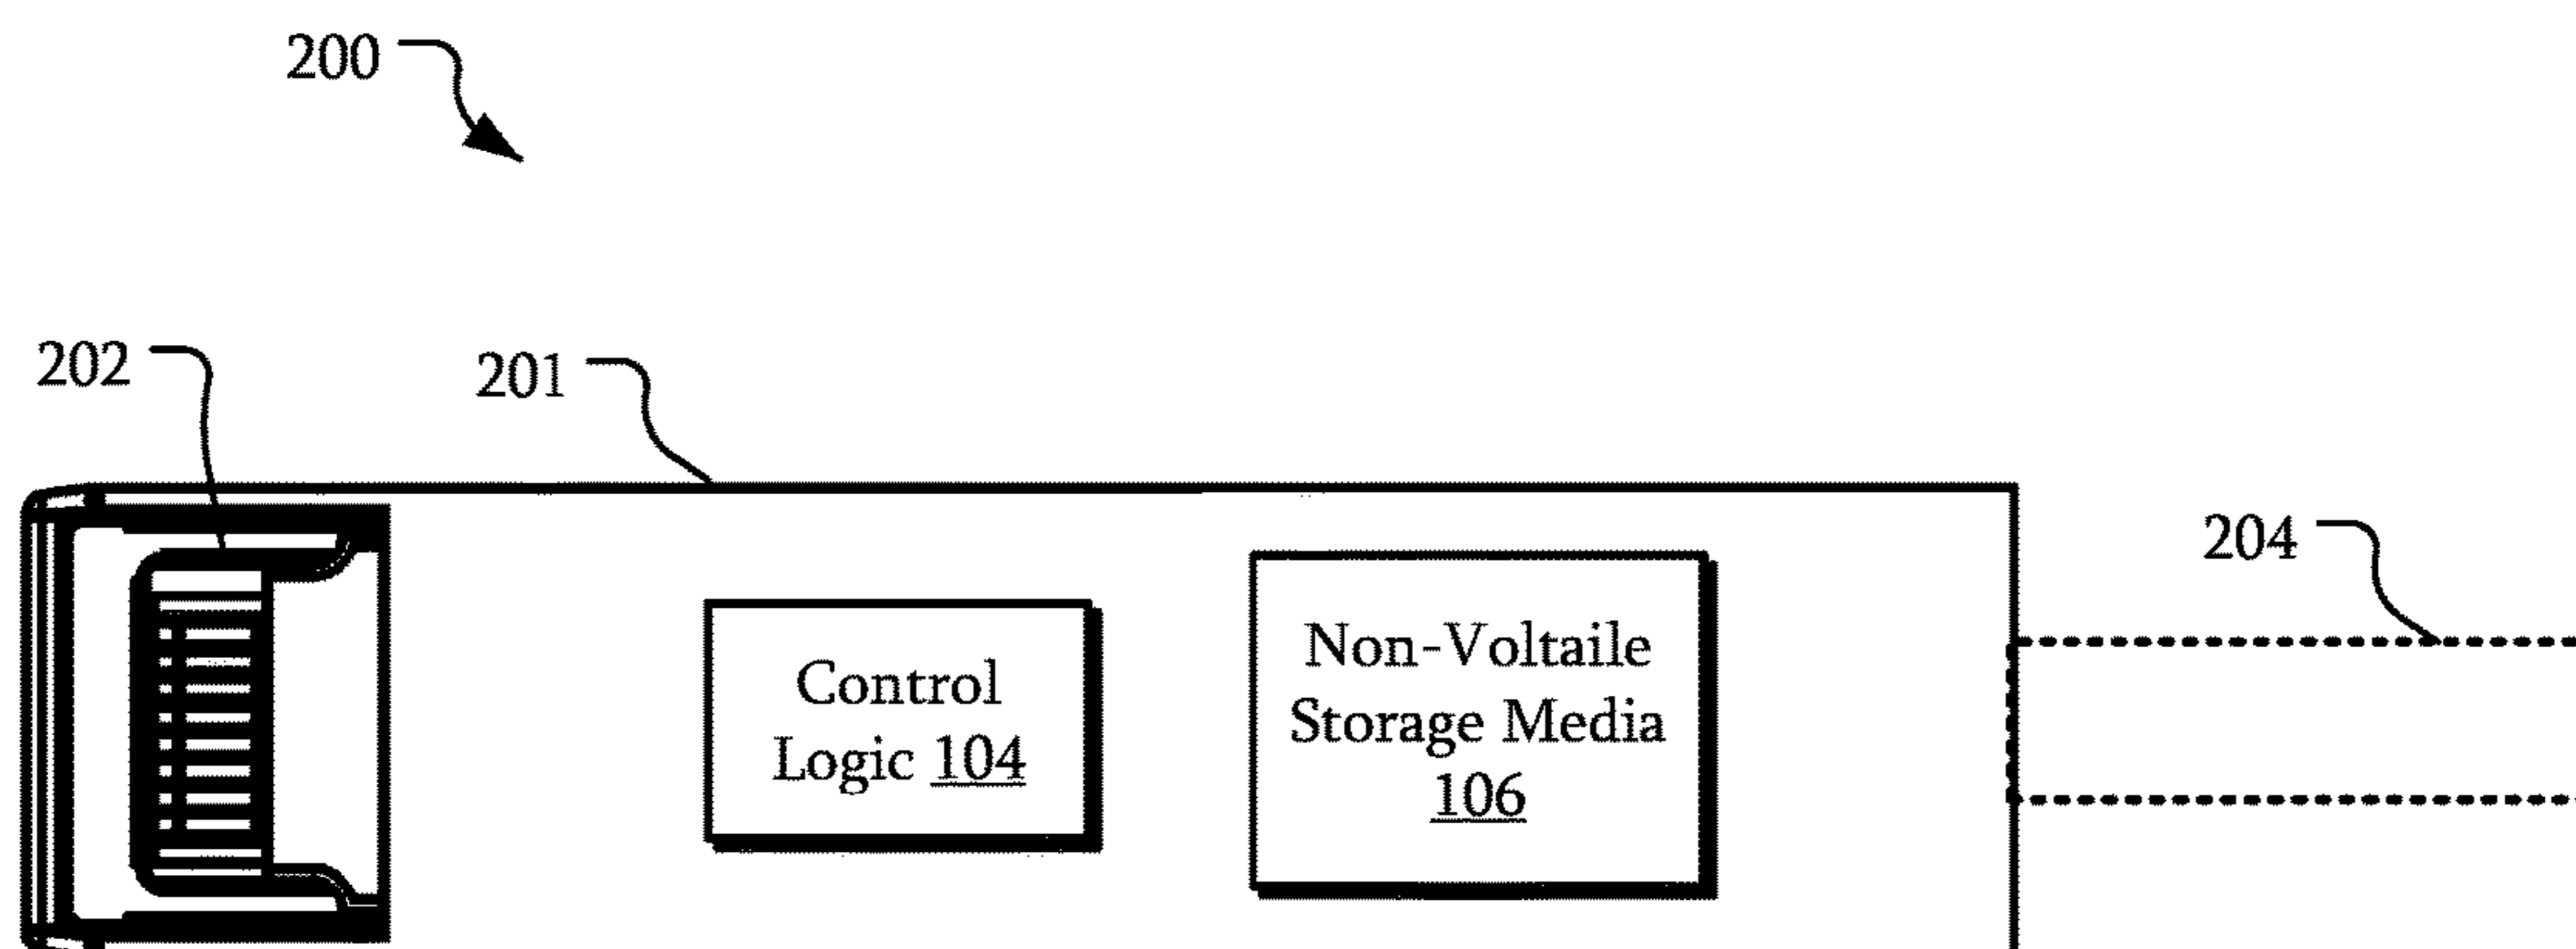 200
202
201
204
Control
Logic 104
Non-Voltaile
Storage Media
106